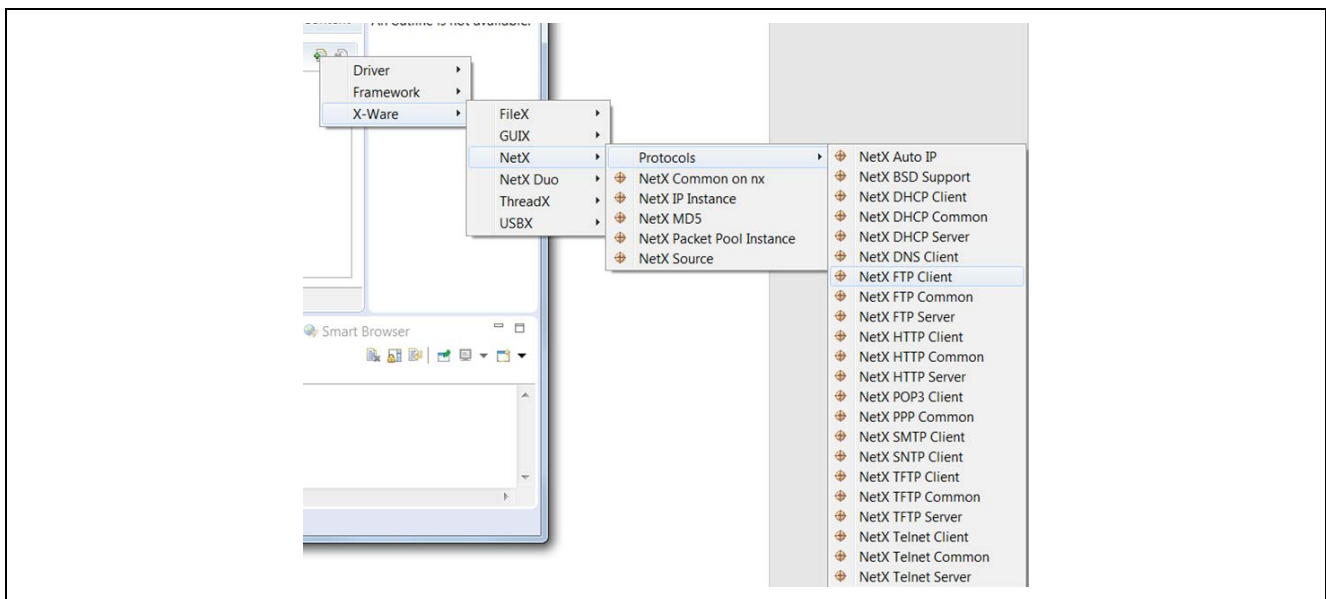 An Outline is not available.
Driver
Framework
X-Ware
FileX
GUIX
NetX
NetX Duo
ThreadX
USBX
Protocols
NetX Common on nx
NetX IP Instance
NetX MD5
NetX Packet Pool Instance
NetX Source
NetX Auto IP
NetX BSD Support
NetX DHCP Client
NetX DHCP Common
NetX DHCP Server
NetX DNS Client
NetX FTP Client
NetX FTP Common
NetX FTP Server
NetX HTTP Client
NetX HTTP Common
NetX HTTP Server
NetX POP3 Client
NetX PPP Common
NetX SMTP Client
NetX SNTP Client
NetX TFTP Client
NetX TFTP Common
NetX TFTP Server
NetX Telnet Client
NetX Telnet Common
NetX Telnet Server
Smart Browser